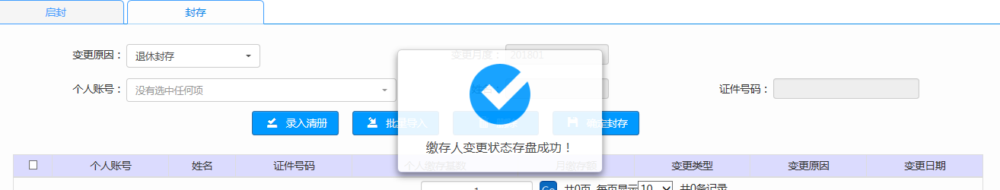 启封 封存
变更原因： 退休封存 变更月度： 201801
个人账号： 没有选中任何项 证件号码：
录入清册 批量导入 删除 确定封存
缴存人变更状态存盘成功！
个人账号 姓名 证件号码 个人缴存基数 月缴存额 变更类型 变更原因 变更日期
1 Go 共0页 每页显示 10 共0条记录